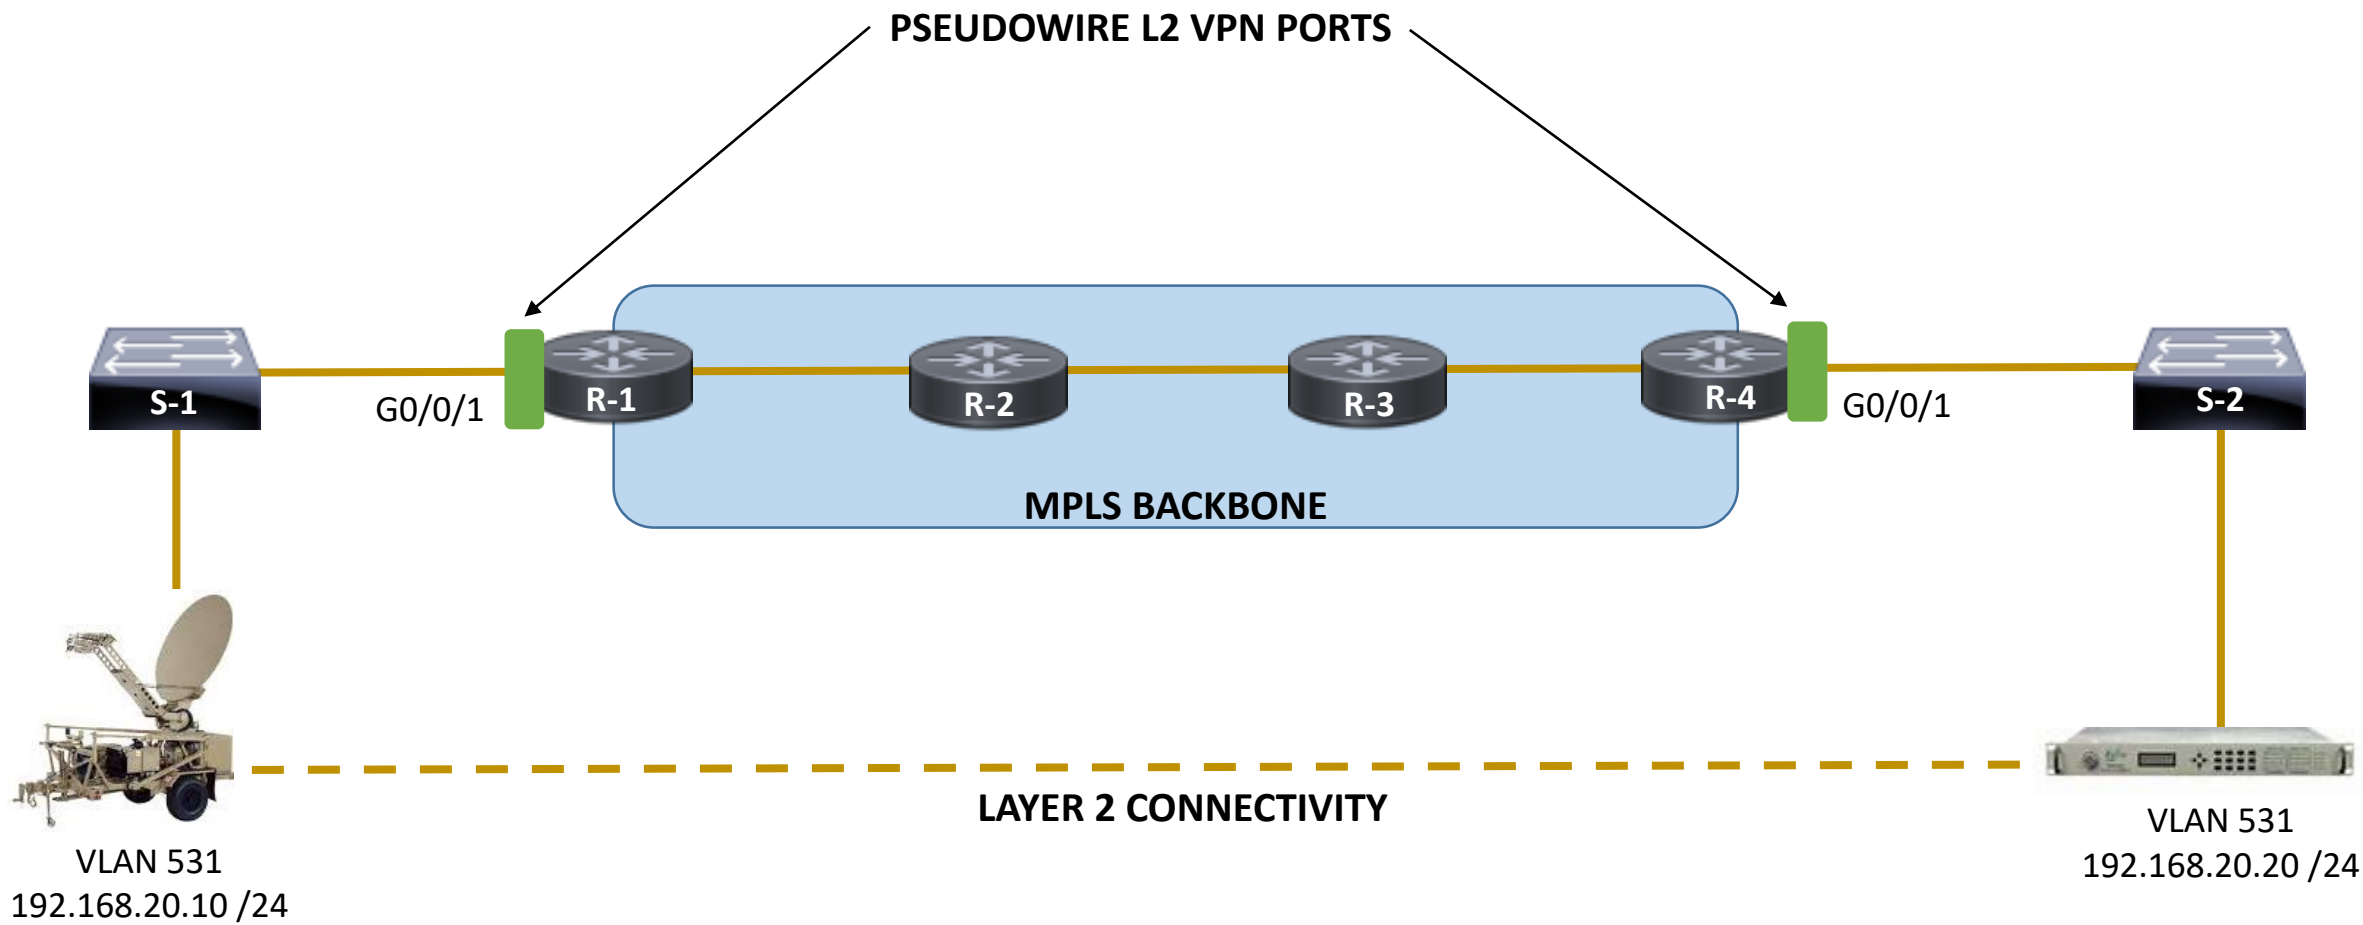 PSEUDOWIRE L2 VPN PORTS
S-1
G0/0/1
R-1
R-2
R-3
R-4
G0/0/1
S-2
MPLS BACKBONE
LAYER 2 CONNECTIVITY
VLAN 531
192.168.20.10 /24
VLAN 531
192.168.20.20 /24